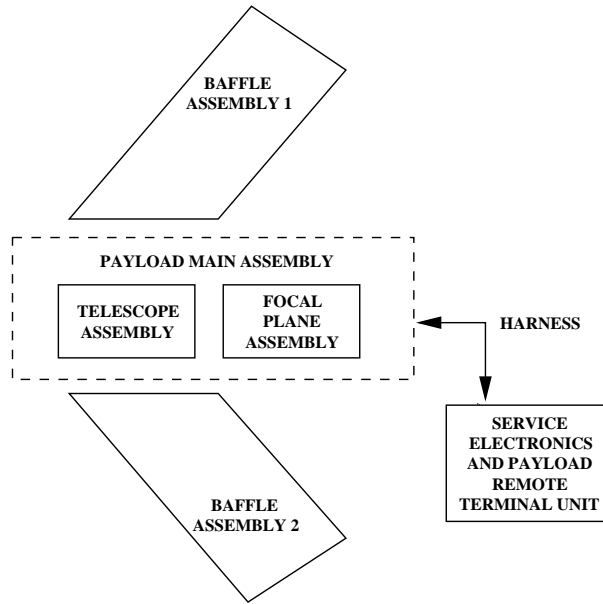 BAFFLE
ASSEMBLY 1
PAYLOAD MAIN ASSEMBLY
TELESCOPE
ASSEMBLY
FOCAL
PLANE
ASSEMBLY
HARNESS
SERVICE
ELECTRONICS
AND PAYLOAD
REMOTE
TERMINAL UNIT
BAFFLE
ASSEMBLY 2